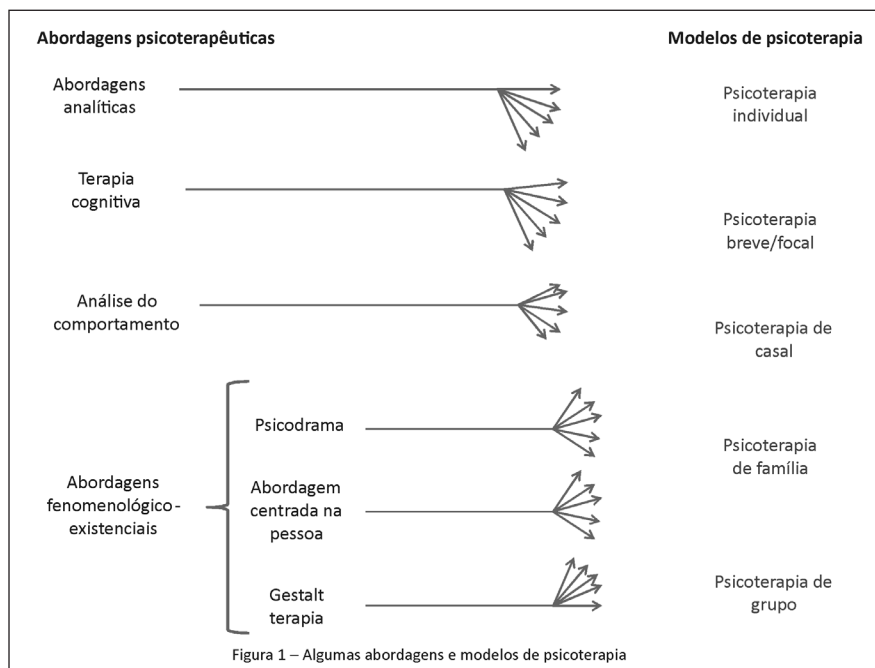 Abordagens psicoterapêuticas
Modelos de psicoterapia
Abordagens
analíticas
Psicoterapia
individual
Terapia
cognitiva
Psicoterapia
breve/focal
Análise do
comportamento
Psicoterapia de
casal
Abordagens
fenomenológico-
existenciais
Psicodrama
Psicoterapia
de família
Abordagem
centrada na
pessoa
Gestalt
terapia
Psicoterapia de
grupo
Figura 1 – Algumas abordagens e modelos de psicoterapia